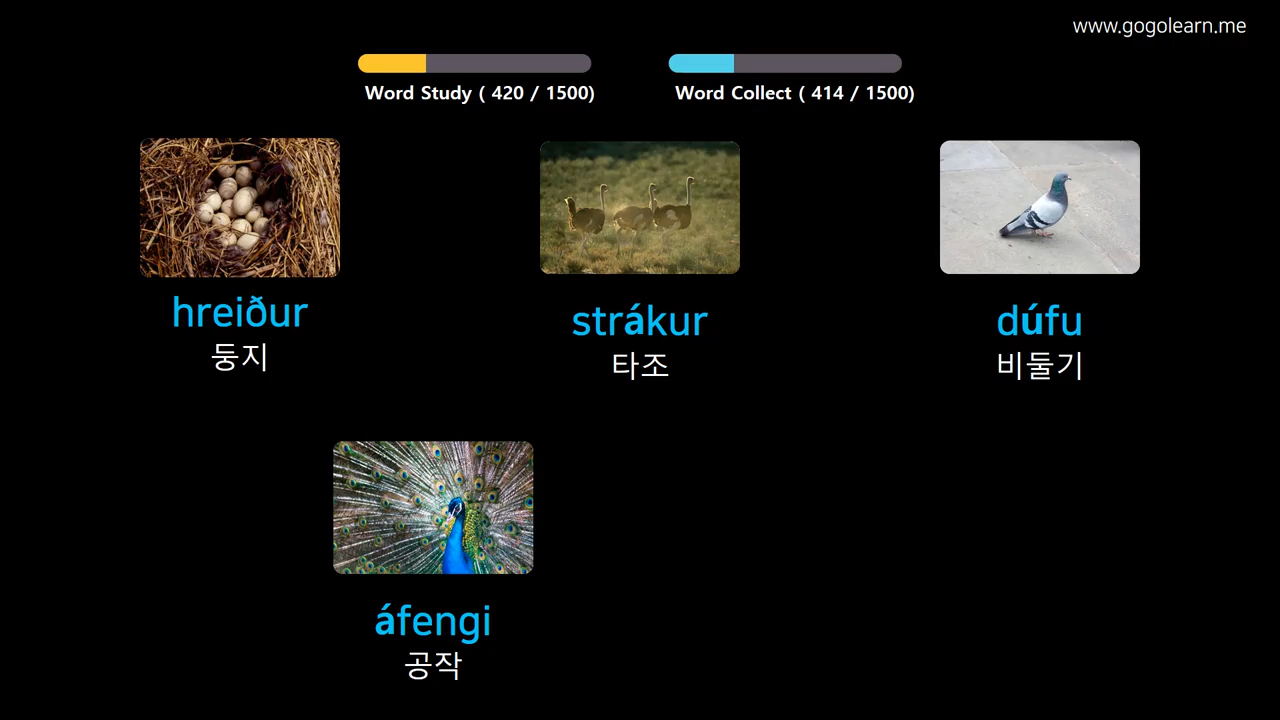 www.gogolearn.me
Word Study ( 420 / 1500)
Word Collect ( 414 / 1500)
hreiður
둥지
strákur
타조
dúfu
비둘기
áfengi
공작